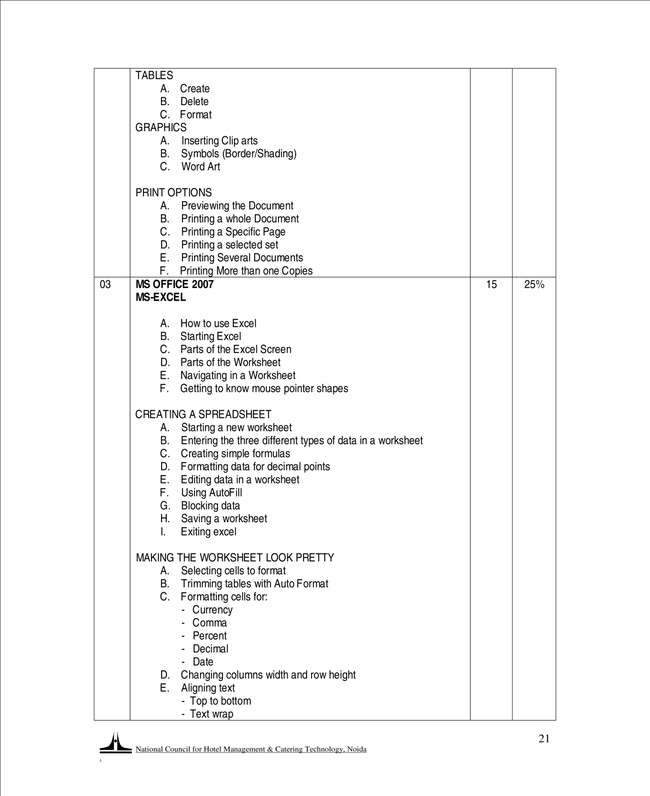 TABLES
A. Create
B. Delete
C. Format
GRAPHICS
A. Inserting Clip arts
B. Symbols (Border/Shading)
C. Word Art
PRINT OPTIONS
A. Previewing the Document
B. Printing a whole Document
C. Printing a Specific Page
D. Printing a selected set
E. Printing Several Documents
F. Printing More than one Copies
03 MS OFFICE 2007 15 25%
MS-EXCEL
A. How to use Excel
B. Starting Excel
C. Parts of the Excel Screen
D. Parts of the Worksheet
E. Navigating in a Worksheet
F. Getting to know mouse pointer shapes
CREATING A SPREADSHEET
A. Starting a new worksheet
B. Entering the three different types of data in a worksheet
C. Creating simple formulas
D. Formatting data for decimal points
E. Editing data in a worksheet
F. Using AutoFill
G. Blocking data
H. Saving a worksheet
I. Exiting excel
MAKING THE WORKSHEET LOOK PRETTY
A. Selecting cells to format
B. Trimming tables with Auto Format
C. Formatting cells for:
- Currency
- Comma
- Percent
- Decimal
- Date
D. Changing columns width and row height
E. Aligning text
- Top to bottom
- Text wrap
21
National Council for Hotel Management & Catering Technology, Noida